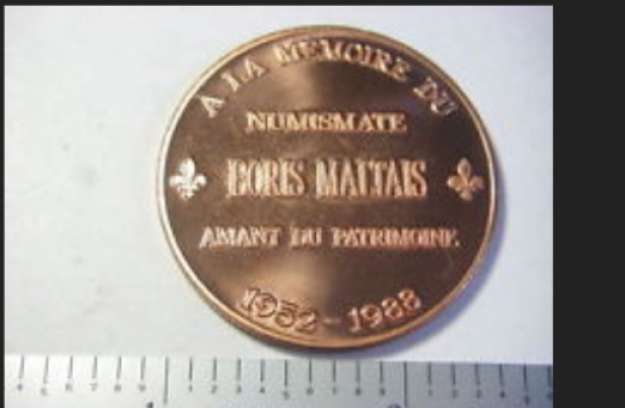 A LA MEMOIRE DU
NUMISMATE
BORIS MALTAIS
AMANT DU PATRIMOINE
1952-1988